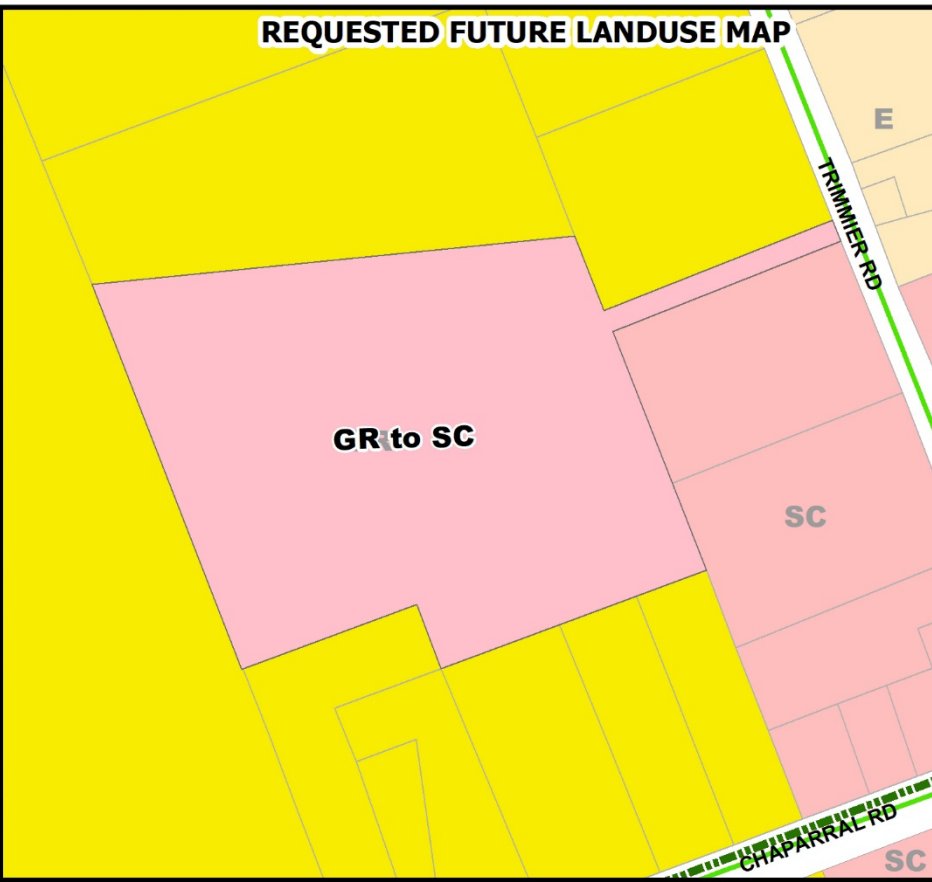 REQUESTED FUTURE LANDUSE MAP
E
TRIMMIER RD
GR to SC
SC
CHAPARRAL RD
SC